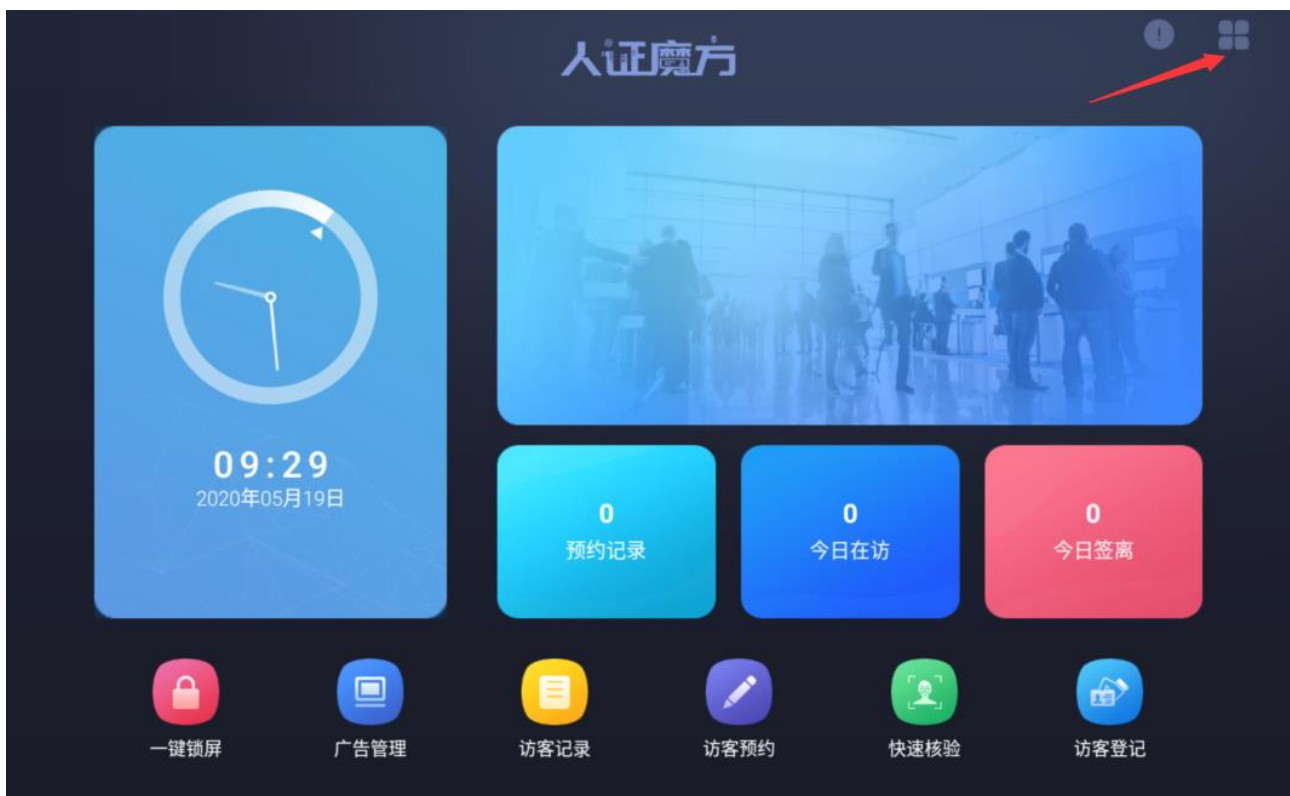 人证魔方
09:29
2020年05月19日
0
预约记录
0
今日在访
0
今日签离
一键锁屏
广告管理
访客记录
访客预约
快速核验
访客登记